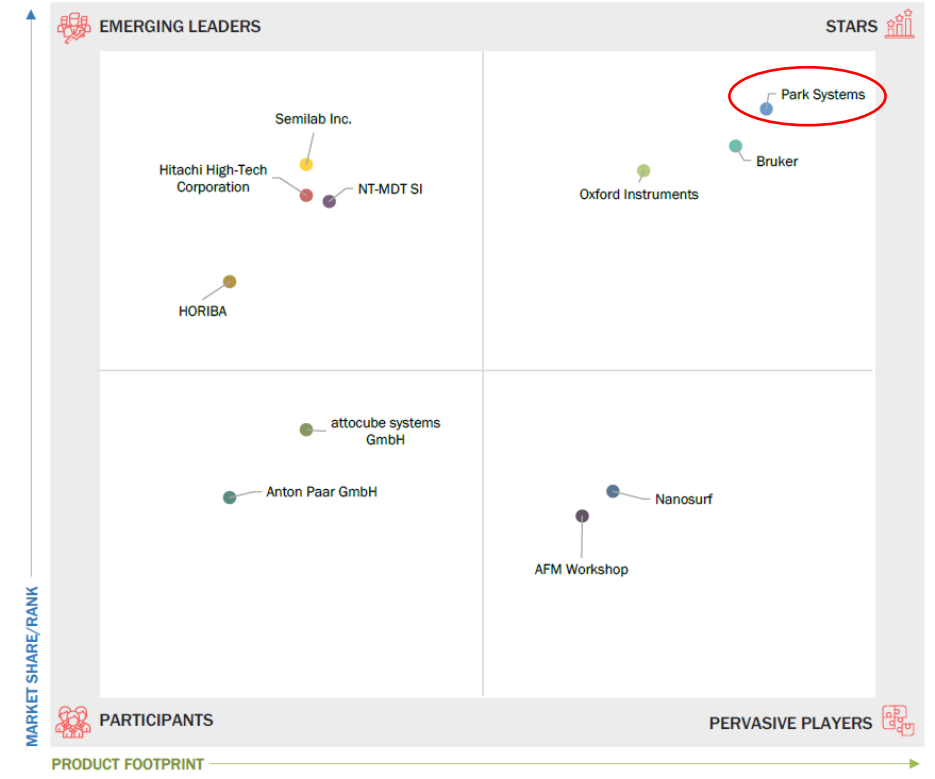 EMERGING LEADERS
STARS
Park Systems
Semilab Inc.
Bruker
Hitachi High-Tech
Corporation
NT-MDT SI
Oxford Instruments
HORIBA
attocube systems
GmbH
Anton Paar GmbH
Nanosurf
AFM Workshop
MARKET SHARE/RANK
PARTICIPANTS
PERVASIVE PLAYERS
PRODUCT FOOTPRINT